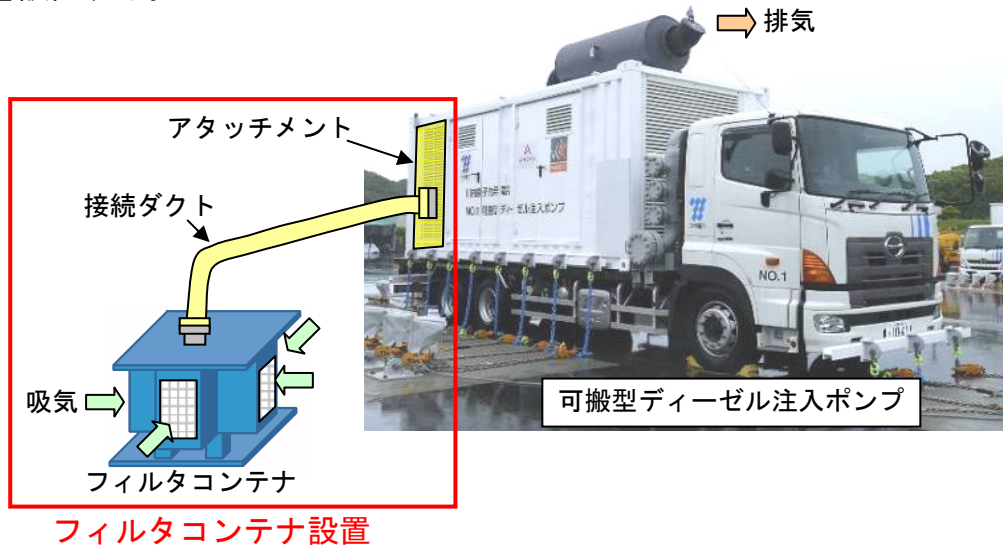 排気
アタッチメント
接続ダクト
NO.1
吸気
可搬型ディーゼル注入ポンプ
フィルタコンテナ
フィルタコンテナ設置